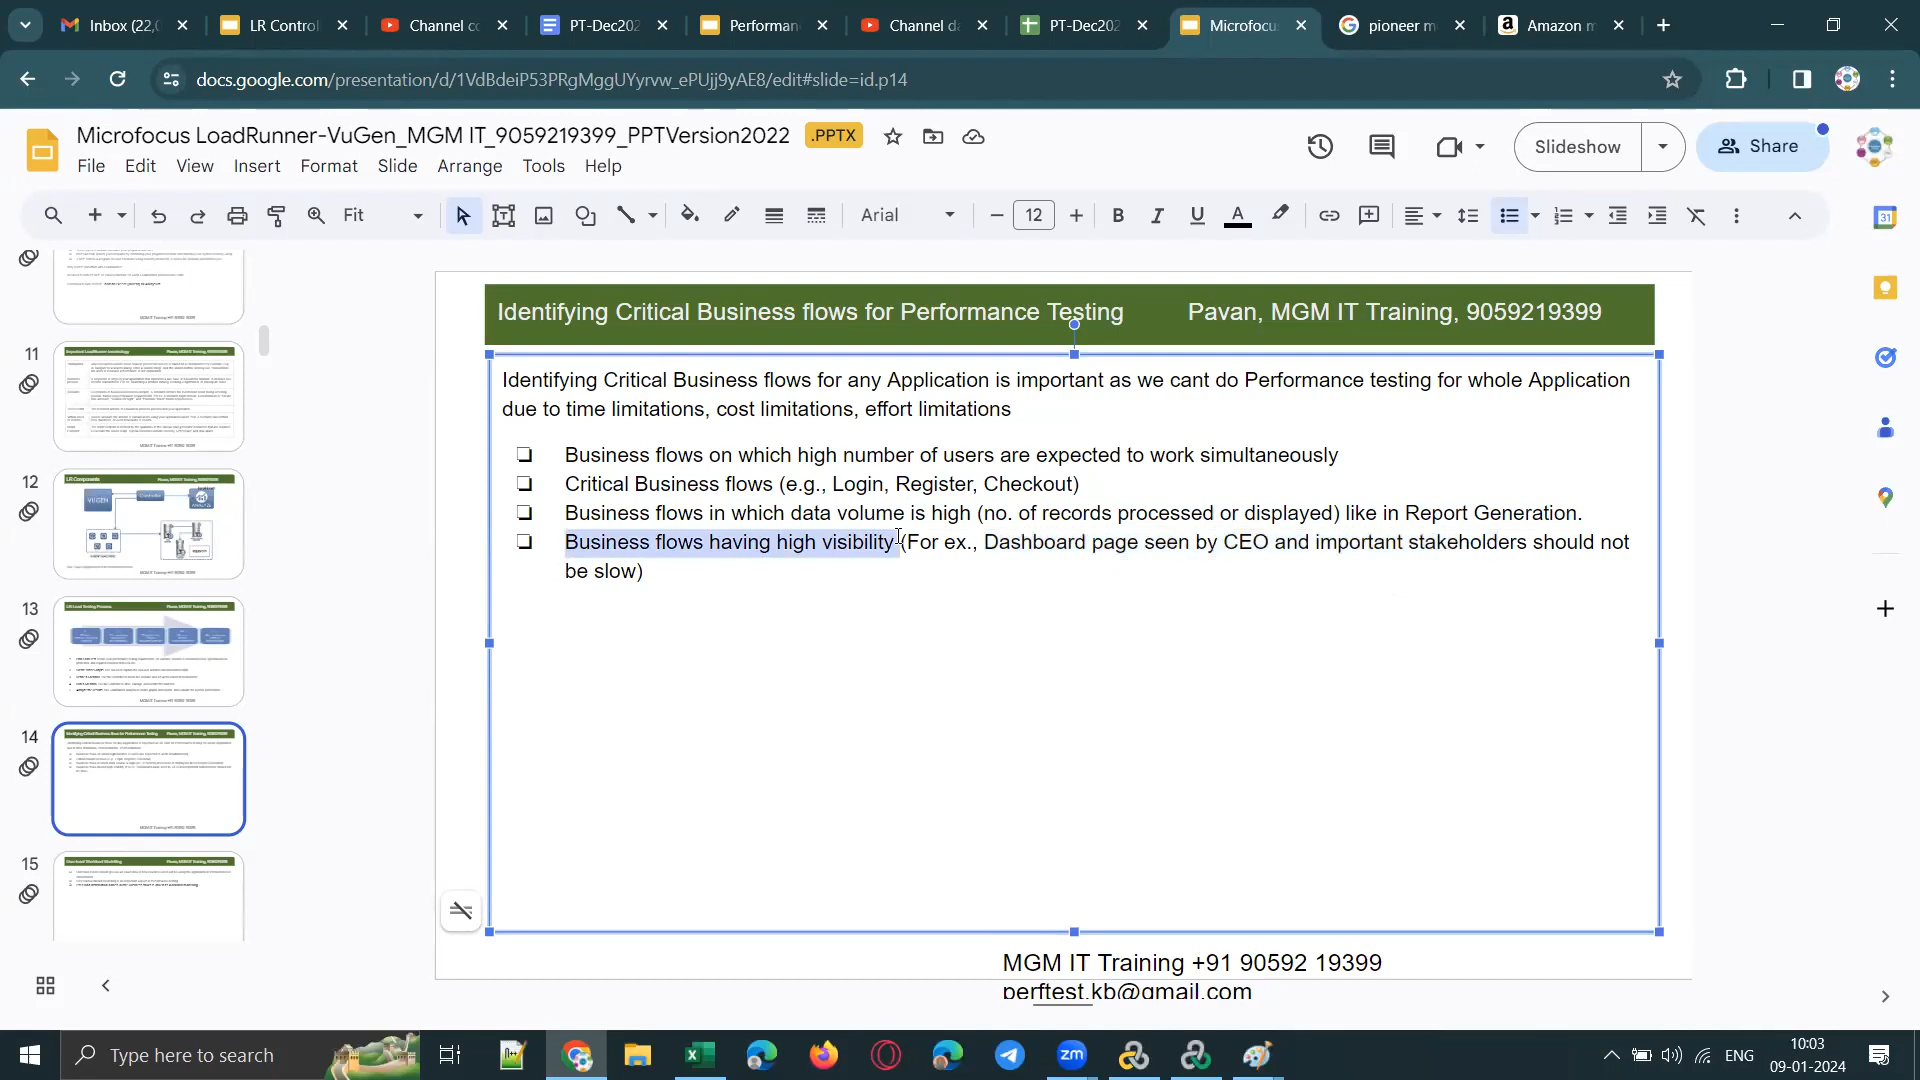 Inbox (22,0
LR Control
Channel co
PT-Dec202
Performan
Channel da
PT-Dec202
Microfocus
pioneer m
Amazon m
docs.google.com/presentation/d/1VdBdeiP53PRgMggUYyrvw_ePUjj9yAE8/edit#slide=id.p14
Microfocus LoadRunner-VuGen_MGM IT_9059219399_PPTVersion2022
.PPTX
Slideshow
Share
File Edit View Insert Format Slide Arrange Tools Help
Fit
Arial
12
11
12
13
14
15
Identifying Critical Business flows for Performance Testing Pavan, MGM IT Training, 9059219399
Identifying Critical Business flows for any Application is important as we cant do Performance testing for whole Application
due to time limitations, cost limitations, effort limitations
Business flows on which high number of users are expected to work simultaneously
Critical Business flows (e.g., Login, Register, Checkout)
Business flows in which data volume is high (no. of records processed or displayed) like in Report Generation.
Business flows having high visibility (For ex., Dashboard page seen by CEO and important stakeholders should not
be slow)
MGM IT Training +91 90592 19399
perftest.kb@gmail.com
Type here to search
ENG
10:03
09-01-2024